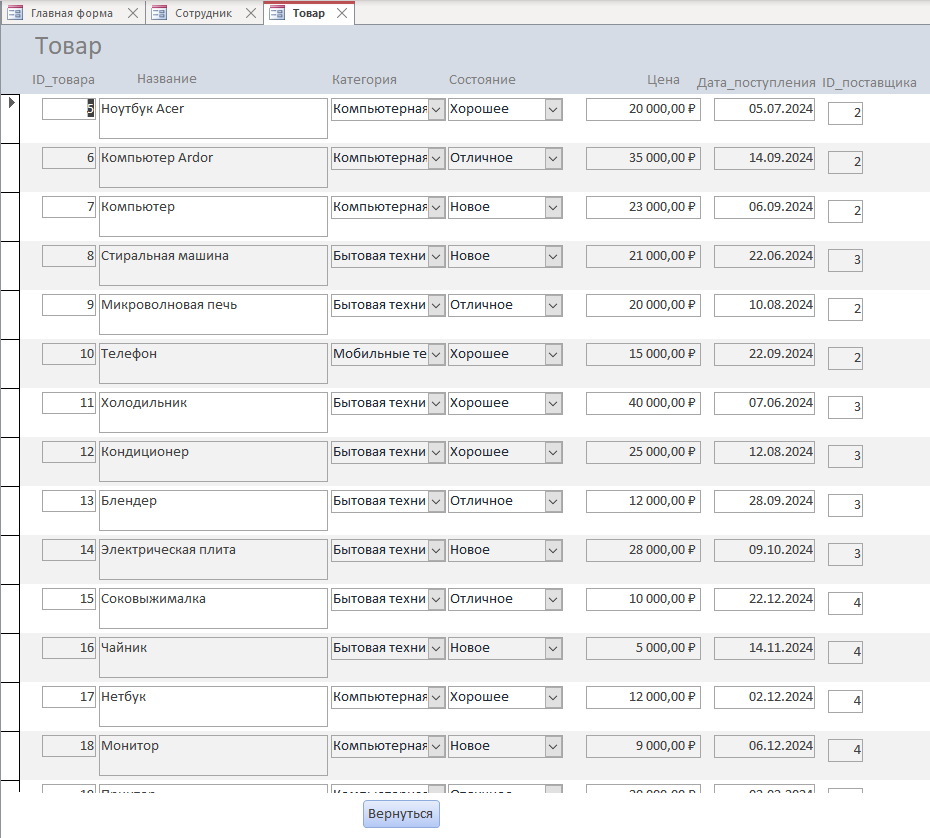 Главная форма Сотрудник Товар
Товар
ID_товара Название Категория Состояние Цена Дата_поступления ID_поставщика
5 Ноутбук Acer Компьютерная Хорошее 20 000,00 ₽ 05.07.2024 2
6 Компьютер Ardor Компьютерная Отличное 35 000,00 ₽ 14.09.2024 2
7 Компьютер Компьютерная Новое 23 000,00 ₽ 06.09.2024 2
8 Стиральная машина Бытовая техни Новое 21 000,00 ₽ 22.06.2024 3
9 Микроволновая печь Бытовая техни Отличное 20 000,00 ₽ 10.08.2024 2
10 Телефон Мобильные те Хорошее 15 000,00 ₽ 22.09.2024 2
11 Холодильник Бытовая техни Хорошее 40 000,00 ₽ 07.06.2024 3
12 Кондиционер Бытовая техни Хорошее 25 000,00 ₽ 12.08.2024 3
13 Блендер Бытовая техни Отличное 12 000,00 ₽ 28.09.2024 3
14 Электрическая плита Бытовая техни Новое 28 000,00 ₽ 09.10.2024 3
15 Соковыжималка Бытовая техни Отличное 10 000,00 ₽ 22.12.2024 4
16 Чайник Бытовая техни Новое 5 000,00 ₽ 14.11.2024 4
17 Нетбук Компьютерная Хорошее 12 000,00 ₽ 02.12.2024 4
18 Монитор Компьютерная Новое 9 000,00 ₽ 06.12.2024 4
Вернуться